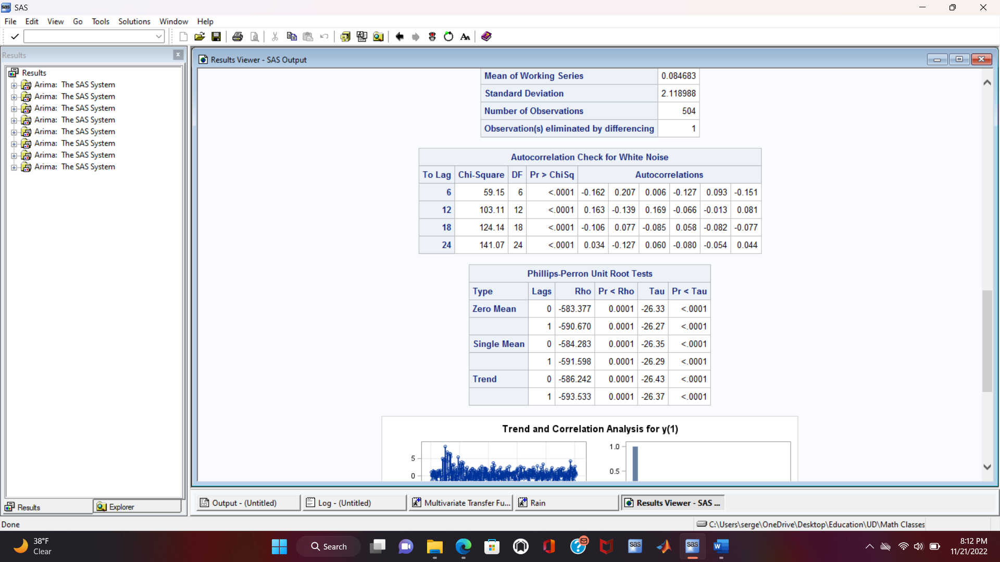 SAS
File Edit View Go Tools Solutions Window Help
Results
Results Viewer - SAS Output
Results
Arima: The SAS System
Arima: The SAS System
Arima: The SAS System
Arima: The SAS System
Arima: The SAS System
Arima: The SAS System
Arima: The SAS System
Arima: The SAS System
Mean of Working Series 0.084683
Standard Deviation 2.118988
Number of Observations 504
Observation(s) eliminated by differencing 1
Autocorrelation Check for White Noise
To Lag Chi-Square DF Pr > ChiSq Autocorrelations
6 59.15 6 <.0001 -0.162 0.207 0.006 -0.127 0.093 -0.151
12 103.11 12 <.0001 0.163 -0.139 0.169 -0.066 -0.013 0.081
18 124.14 18 <.0001 -0.106 0.077 -0.085 0.058 -0.082 -0.077
24 141.07 24 <.0001 0.034 -0.127 0.060 -0.080 -0.054 0.044
Phillips-Perron Unit Root Tests
Type Lags Rho Pr < Rho Tau Pr < Tau
Zero Mean 0 -583.377 0.0001 -26.33 <.0001
1 -590.670 0.0001 -26.27 <.0001
Single Mean 0 -584.283 0.0001 -26.35 <.0001
1 -591.598 0.0001 -26.29 <.0001
Trend 0 -586.242 0.0001 -26.43 <.0001
1 -593.533 0.0001 -26.37 <.0001
Trend and Correlation Analysis for y(1)
5
0
1.0
0.5
Results Explorer
Output - (Untitled) Log - (Untitled) Multivariate Transfer Fu... Rain Results Viewer - SAS ...
Done C:\Users\serge\OneDrive\Desktop\Education\UD\Math Classes
38°F
Clear
Search
sas
sas
W
8:12 PM
11/21/2022